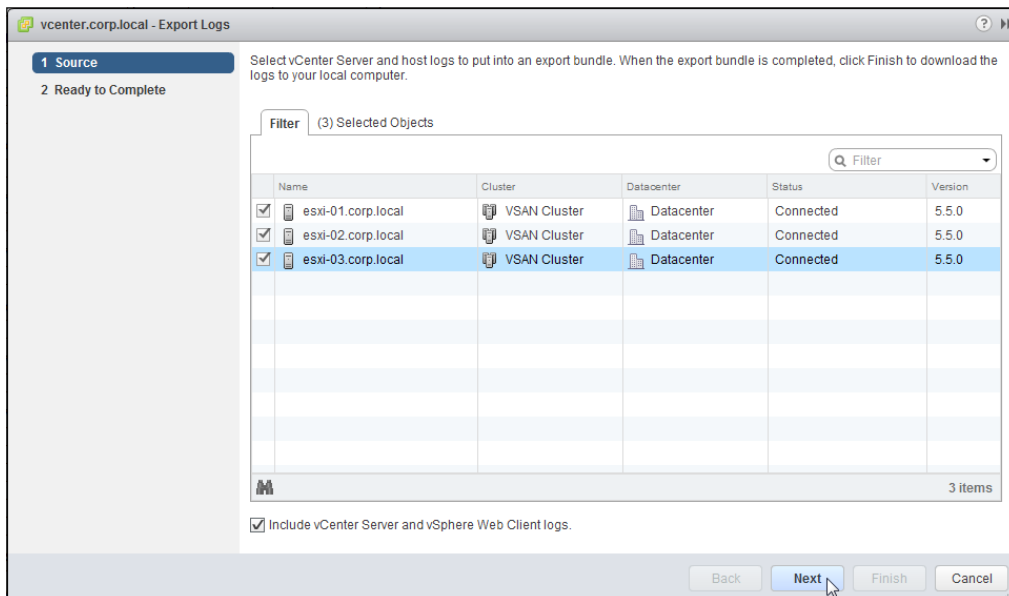 vcenter.corp.local - Export Logs
?
1 Source
2 Ready to Complete
Select vCenter Server and host logs to put into an export bundle. When the export bundle is completed, click Finish to download the
logs to your local computer.
Filter (3) Selected Objects
Filter
Name Cluster Datacenter Status Version
esxi-01.corp.local VSAN Cluster Datacenter Connected 5.5.0
esxi-02.corp.local VSAN Cluster Datacenter Connected 5.5.0
esxi-03.corp.local VSAN Cluster Datacenter Connected 5.5.0
3 items
Include vCenter Server and vSphere Web Client logs.
Back Next Finish Cancel